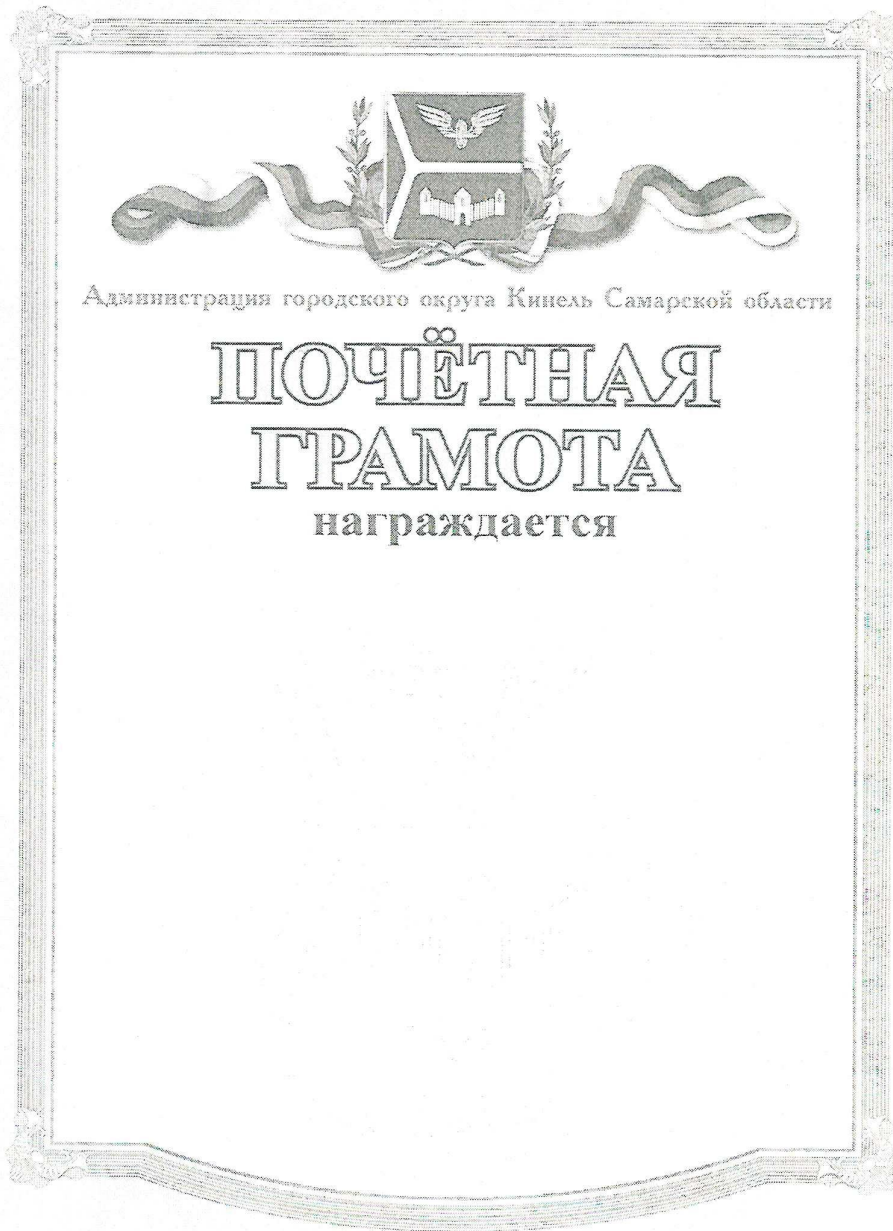 Администрация городского округа Кинель Самарской области
ПОЧЁТНАЯ
ГРАМОТА
награждается